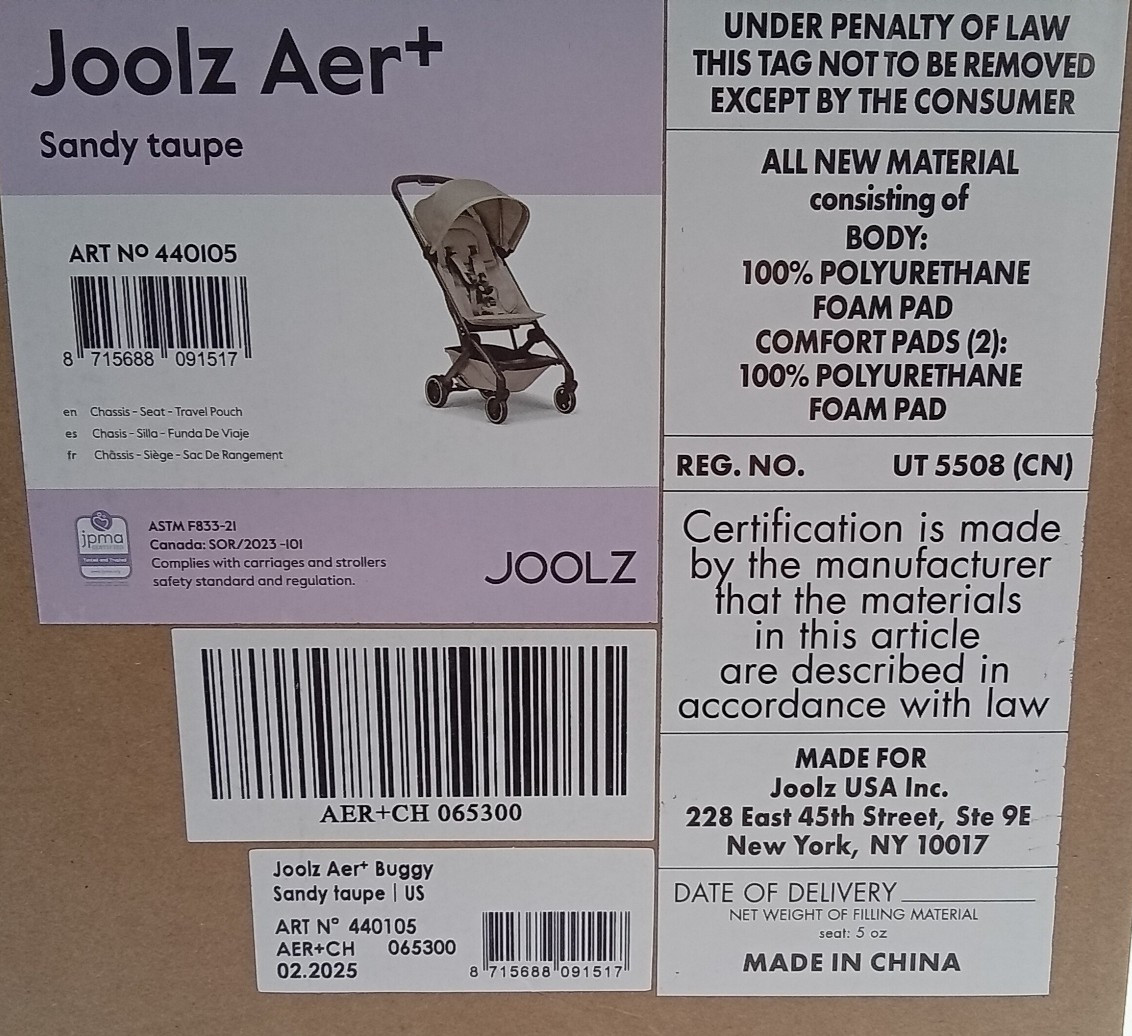 Joolz Aer+
Sandy taupe
ART Nº 440105
8 715688 091517
en Chassis - Seat - Travel Pouch
es Chasis - Silla - Funda De Viaje
fr Châssis - Siège - Sac De Rangement
jpma
ASTM F833-21
Canada: SOR/2023 -101
Complies with carriages and strollers
safety standard and regulation.
JOOLZ
AER+CH 065300
Joolz Aer+ Buggy
Sandy taupe | US
ART N° 440105
AER+CH 065300
02.2025
8 715688 091517
UNDER PENALTY OF LAW
THIS TAG NOT TO BE REMOVED
EXCEPT BY THE CONSUMER
ALL NEW MATERIAL
consisting of
BODY:
100% POLYURETHANE
FOAM PAD
COMFORT PADS (2):
100% POLYURETHANE
FOAM PAD
REG. NO. UT 5508 (CN)
Certification is made
by the manufacturer
that the materials
in this article
are described in
accordance with law
MADE FOR
Joolz USA Inc.
228 East 45th Street, Ste 9E
New York, NY 10017
DATE OF DELIVERY
NET WEIGHT OF FILLING MATERIAL
seat: 5 oz
MADE IN CHINA